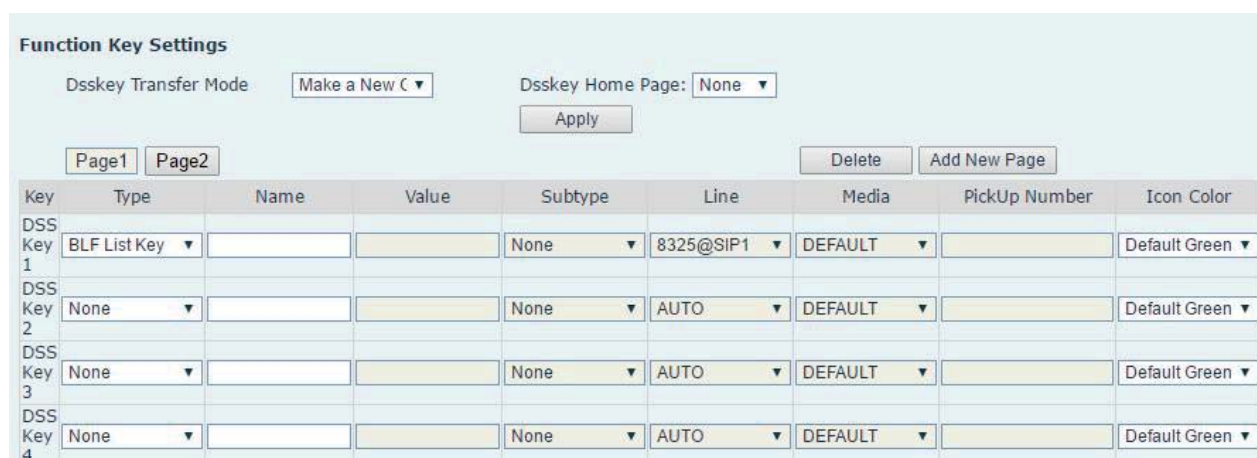 Function Key Settings
Dsskey Transfer Mode Make a New C Dsskey Home Page: None
Apply
Page1 Page2 Delete Add New Page
Key Type Name Value Subtype Line Media PickUp Number Icon Color
DSS
Key BLF List Key None 8325@SIP1 DEFAULT Default Green
1
DSS
Key None None AUTO DEFAULT Default Green
2
DSS
Key None None AUTO DEFAULT Default Green
3
DSS
Key None None AUTO DEFAULT Default Green
4